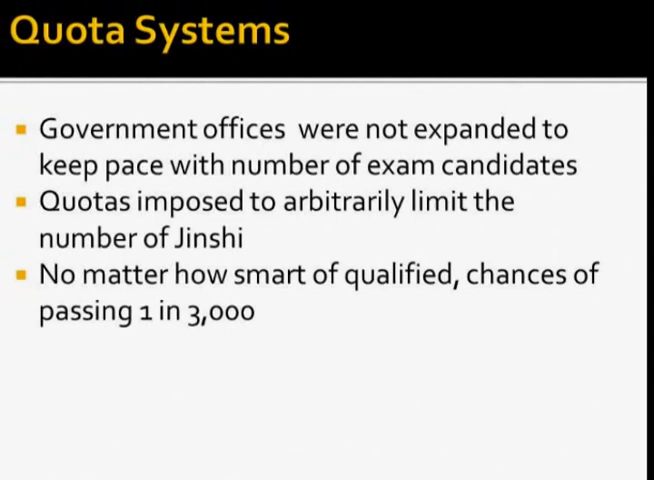 Quota Systems
Government offices were not expanded to
keep pace with number of exam candidates
Quotas imposed to arbitrarily limit the
number of Jinshi
No matter how smart of qualified, chances of
passing 1 in 3,000